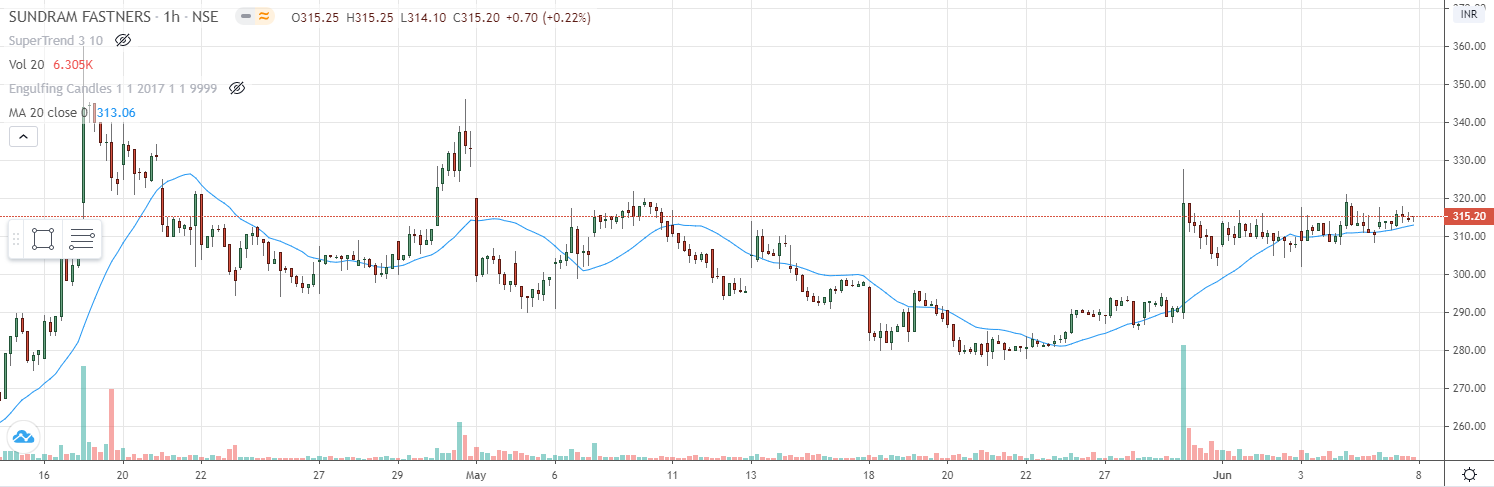 SUNDRAM FASTNERS · 1h · NSE O315.25 H315.25 L314.10 C315.20 +0.70 (+0.22%)
INR
SuperTrend 3 10
Vol 20 6.305K
Engulfing Candles 1 1 2017 1 1 9999
MA 20 close 0 313.06
360.00
350.00
340.00
330.00
320.00
315.20
310.00
300.00
290.00
280.00
270.00
260.00
16 20 22 27 29 May 6 11 13 18 20 22 27 Jun 3 8